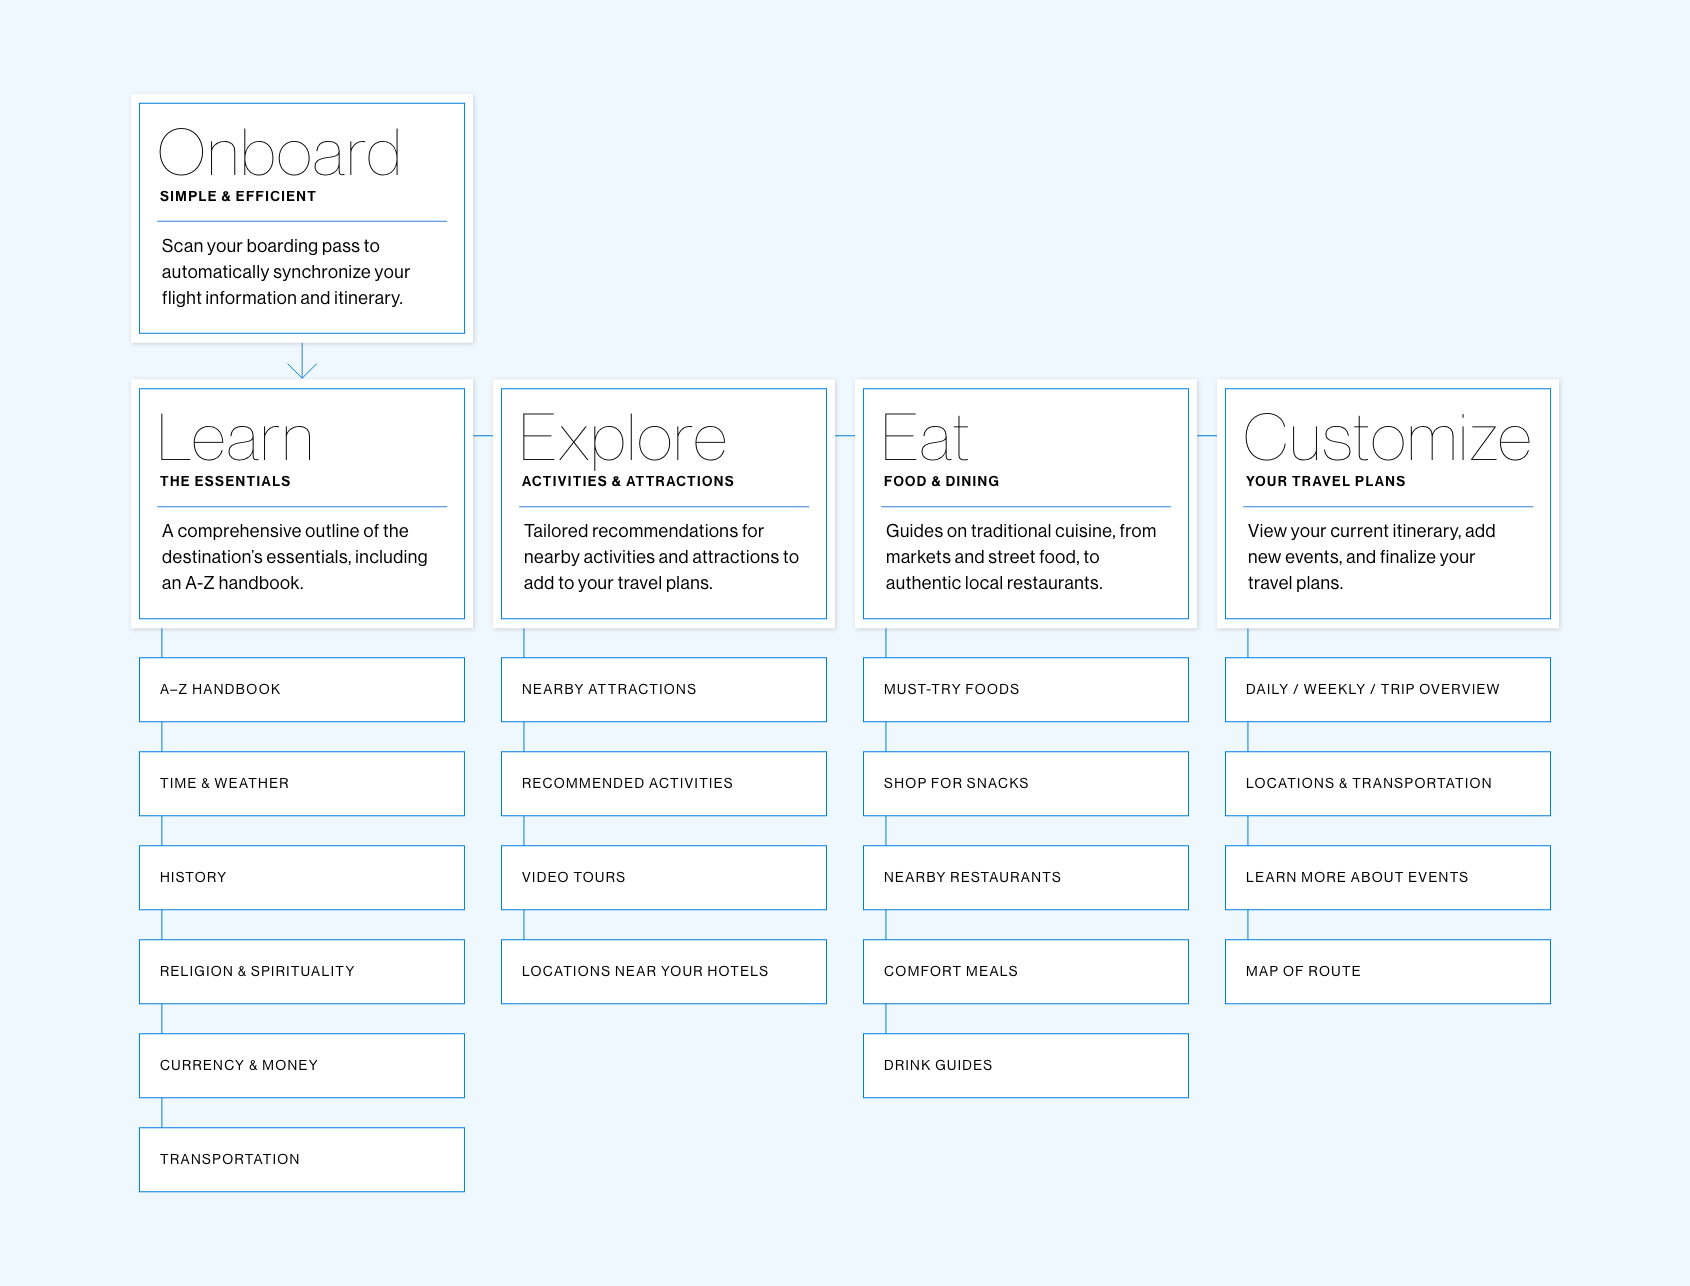 Onboard
SIMPLE & EFFICIENT
Scan your boarding pass to
automatically synchronize your
flight information and itinerary.
Learn
THE ESSENTIALS
A comprehensive outline of the
destination's essentials, including
an A-Z handbook.
A–Z HANDBOOK
TIME & WEATHER
HISTORY
RELIGION & SPIRITUALITY
CURRENCY & MONEY
TRANSPORTATION
Explore
ACTIVITIES & ATTRACTIONS
Tailored recommendations for
nearby activities and attractions to
add to your travel plans.
NEARBY ATTRACTIONS
RECOMMENDED ACTIVITIES
VIDEO TOURS
LOCATIONS NEAR YOUR HOTELS
Eat
FOOD & DINING
Guides on traditional cuisine, from
markets and street food, to
authentic local restaurants.
MUST-TRY FOODS
SHOP FOR SNACKS
NEARBY RESTAURANTS
COMFORT MEALS
DRINK GUIDES
Customize
YOUR TRAVEL PLANS
View your current itinerary, add
new events, and finalize your
travel plans.
DAILY / WEEKLY / TRIP OVERVIEW
LOCATIONS & TRANSPORTATION
LEARN MORE ABOUT EVENTS
MAP OF ROUTE